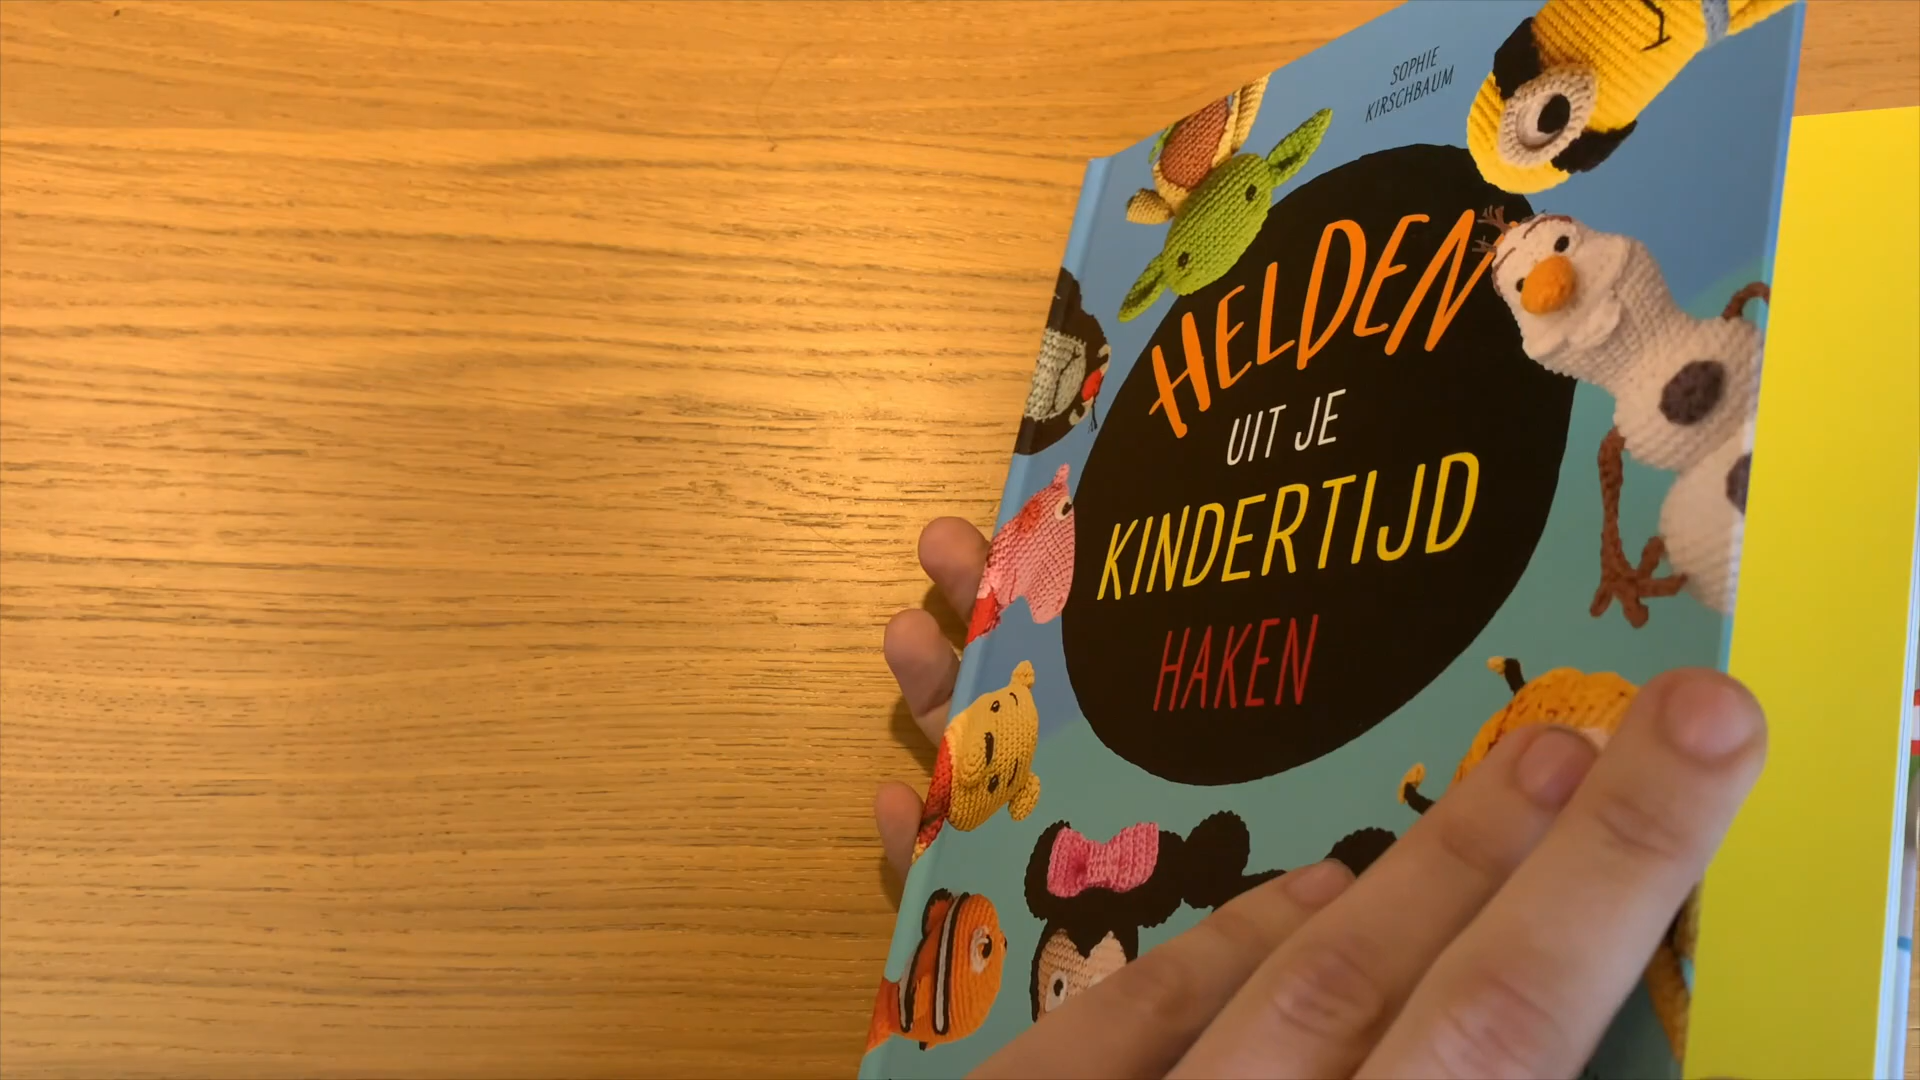 SOPHIE
KIRSCHBAUM
HELDEN
UIT JE
KINDERTIJD
HAKEN